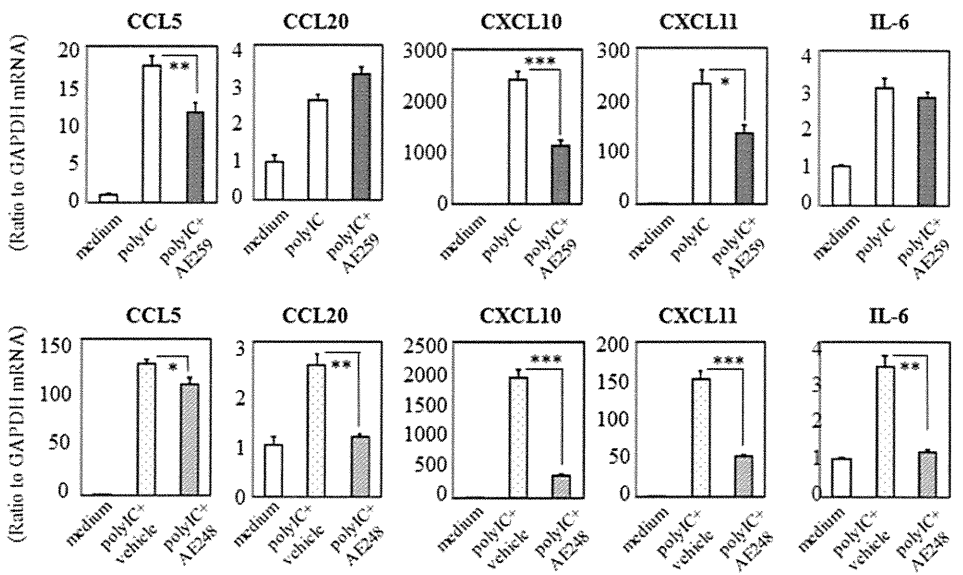 CCL5 CCL20 CXCL10 CXCL11 IL-6
(Ratio to GAPDH mRNA)
20 15 10 5 0
4 3 2 1 0
3000 2000 1000 0
300 200 100 0
4 3 2 1 0
** *** *
medium polyIC polyIC+ AE259
medium polyIC polyIC+ AE259
medium polyIC polyIC+ AE259
medium polyIC polyIC+ AE259
medium polyIC polyIC+ AE259
CCL5 CCL20 CXCL10 CXCL11 IL-6
((Ratio to GAPDH mRNA)
150 100 50 0
3 2 1 0
2500 2000 1500 1000 500 0
200 150 100 50 0
4 3 2 1 0
* ** *** *** **
medium polyIC+ vehicle polyIC+ AE248
medium polyIC+ vehicle polyIC+ AE248
medium polyIC+ vehicle polyIC+ AE248
medium polyIC+ vehicle polyIC+ AE248
medium polyIC+ vehicle polyIC+ AE248